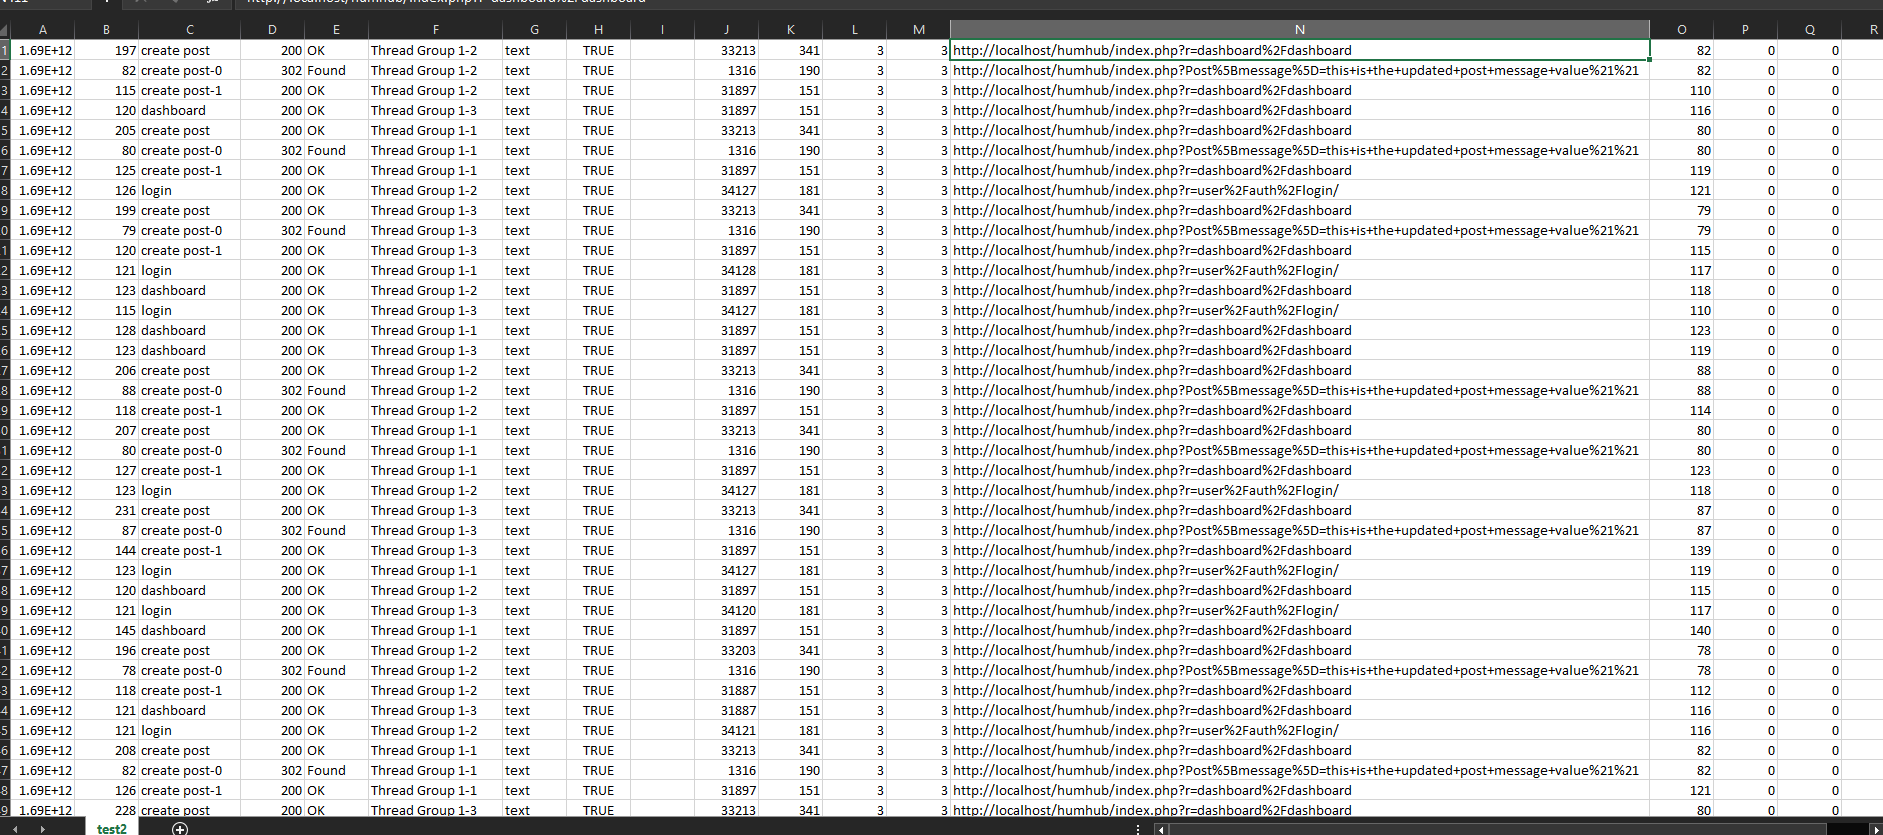 A B C D E F G H I J K L M N O P Q R
1 1.69E+12 197 create post 200 OK Thread Group 1-2 text TRUE 33213 341 3 3 http://localhost/humhub/index.php?r=dashboard%2Fdashboard 82 0 0
2 1.69E+12 82 create post-0 302 Found Thread Group 1-2 text TRUE 1316 190 3 3 http://localhost/humhub/index.php?Post%5Bmessage%5D=this+is+the+updated+post+message+value%21%21 82 0 0
3 1.69E+12 115 create post-1 200 OK Thread Group 1-2 text TRUE 31897 151 3 3 http://localhost/humhub/index.php?r=dashboard%2Fdashboard 110 0 0
4 1.69E+12 120 dashboard 200 OK Thread Group 1-3 text TRUE 31897 151 3 3 http://localhost/humhub/index.php?r=dashboard%2Fdashboard 116 0 0
5 1.69E+12 205 create post 200 OK Thread Group 1-1 text TRUE 33213 341 3 3 http://localhost/humhub/index.php?r=dashboard%2Fdashboard 80 0 0
6 1.69E+12 80 create post-0 302 Found Thread Group 1-1 text TRUE 1316 190 3 3 http://localhost/humhub/index.php?Post%5Bmessage%5D=this+is+the+updated+post+message+value%21%21 80 0 0
7 1.69E+12 125 create post-1 200 OK Thread Group 1-1 text TRUE 31897 151 3 3 http://localhost/humhub/index.php?r=dashboard%2Fdashboard 119 0 0
8 1.69E+12 126 login 200 OK Thread Group 1-2 text TRUE 34127 181 3 3 http://localhost/humhub/index.php?r=user%2Fauth%2Flogin/ 121 0 0
9 1.69E+12 199 create post 200 OK Thread Group 1-3 text TRUE 33213 341 3 3 http://localhost/humhub/index.php?r=dashboard%2Fdashboard 79 0 0
0 1.69E+12 79 create post-0 302 Found Thread Group 1-3 text TRUE 1316 190 3 3 http://localhost/humhub/index.php?Post%5Bmessage%5D=this+is+the+updated+post+message+value%21%21 79 0 0
1 1.69E+12 120 create post-1 200 OK Thread Group 1-3 text TRUE 31897 151 3 3 http://localhost/humhub/index.php?r=dashboard%2Fdashboard 115 0 0
2 1.69E+12 121 login 200 OK Thread Group 1-1 text TRUE 34128 181 3 3 http://localhost/humhub/index.php?r=user%2Fauth%2Flogin/ 117 0 0
3 1.69E+12 123 dashboard 200 OK Thread Group 1-2 text TRUE 31897 151 3 3 http://localhost/humhub/index.php?r=dashboard%2Fdashboard 118 0 0
4 1.69E+12 115 login 200 OK Thread Group 1-3 text TRUE 34127 181 3 3 http://localhost/humhub/index.php?r=user%2Fauth%2Flogin/ 110 0 0
5 1.69E+12 128 dashboard 200 OK Thread Group 1-1 text TRUE 31897 151 3 3 http://localhost/humhub/index.php?r=dashboard%2Fdashboard 123 0 0
6 1.69E+12 123 dashboard 200 OK Thread Group 1-3 text TRUE 31897 151 3 3 http://localhost/humhub/index.php?r=dashboard%2Fdashboard 119 0 0
7 1.69E+12 206 create post 200 OK Thread Group 1-2 text TRUE 33213 341 3 3 http://localhost/humhub/index.php?r=dashboard%2Fdashboard 88 0 0
8 1.69E+12 88 create post-0 302 Found Thread Group 1-2 text TRUE 1316 190 3 3 http://localhost/humhub/index.php?Post%5Bmessage%5D=this+is+the+updated+post+message+value%21%21 88 0 0
9 1.69E+12 118 create post-1 200 OK Thread Group 1-2 text TRUE 31897 151 3 3 http://localhost/humhub/index.php?r=dashboard%2Fdashboard 114 0 0
0 1.69E+12 207 create post 200 OK Thread Group 1-1 text TRUE 33213 341 3 3 http://localhost/humhub/index.php?r=dashboard%2Fdashboard 80 0 0
1 1.69E+12 80 create post-0 302 Found Thread Group 1-1 text TRUE 1316 190 3 3 http://localhost/humhub/index.php?Post%5Bmessage%5D=this+is+the+updated+post+message+value%21%21 80 0 0
2 1.69E+12 127 create post-1 200 OK Thread Group 1-1 text TRUE 31897 151 3 3 http://localhost/humhub/index.php?r=dashboard%2Fdashboard 123 0 0
3 1.69E+12 123 login 200 OK Thread Group 1-2 text TRUE 34127 181 3 3 http://localhost/humhub/index.php?r=user%2Fauth%2Flogin/ 118 0 0
4 1.69E+12 231 create post 200 OK Thread Group 1-3 text TRUE 33213 341 3 3 http://localhost/humhub/index.php?r=dashboard%2Fdashboard 87 0 0
5 1.69E+12 87 create post-0 302 Found Thread Group 1-3 text TRUE 1316 190 3 3 http://localhost/humhub/index.php?Post%5Bmessage%5D=this+is+the+updated+post+message+value%21%21 87 0 0
6 1.69E+12 144 create post-1 200 OK Thread Group 1-3 text TRUE 31897 151 3 3 http://localhost/humhub/index.php?r=dashboard%2Fdashboard 139 0 0
7 1.69E+12 123 login 200 OK Thread Group 1-1 text TRUE 34127 181 3 3 http://localhost/humhub/index.php?r=user%2Fauth%2Flogin/ 119 0 0
8 1.69E+12 120 dashboard 200 OK Thread Group 1-2 text TRUE 31897 151 3 3 http://localhost/humhub/index.php?r=dashboard%2Fdashboard 115 0 0
9 1.69E+12 121 login 200 OK Thread Group 1-3 text TRUE 34120 181 3 3 http://localhost/humhub/index.php?r=user%2Fauth%2Flogin/ 117 0 0
0 1.69E+12 145 dashboard 200 OK Thread Group 1-1 text TRUE 31897 151 3 3 http://localhost/humhub/index.php?r=dashboard%2Fdashboard 140 0 0
1 1.69E+12 196 create post 200 OK Thread Group 1-2 text TRUE 33203 341 3 3 http://localhost/humhub/index.php?r=dashboard%2Fdashboard 78 0 0
2 1.69E+12 78 create post-0 302 Found Thread Group 1-2 text TRUE 1316 190 3 3 http://localhost/humhub/index.php?Post%5Bmessage%5D=this+is+the+updated+post+message+value%21%21 78 0 0
3 1.69E+12 118 create post-1 200 OK Thread Group 1-2 text TRUE 31887 151 3 3 http://localhost/humhub/index.php?r=dashboard%2Fdashboard 112 0 0
4 1.69E+12 121 dashboard 200 OK Thread Group 1-3 text TRUE 31887 151 3 3 http://localhost/humhub/index.php?r=dashboard%2Fdashboard 116 0 0
5 1.69E+12 121 login 200 OK Thread Group 1-2 text TRUE 34121 181 3 3 http://localhost/humhub/index.php?r=user%2Fauth%2Flogin/ 116 0 0
6 1.69E+12 208 create post 200 OK Thread Group 1-1 text TRUE 33213 341 3 3 http://localhost/humhub/index.php?r=dashboard%2Fdashboard 82 0 0
7 1.69E+12 82 create post-0 302 Found Thread Group 1-1 text TRUE 1316 190 3 3 http://localhost/humhub/index.php?Post%5Bmessage%5D=this+is+the+updated+post+message+value%21%21 82 0 0
8 1.69E+12 126 create post-1 200 OK Thread Group 1-1 text TRUE 31897 151 3 3 http://localhost/humhub/index.php?r=dashboard%2Fdashboard 121 0 0
9 1.69E+12 228 create post 200 OK Thread Group 1-3 text TRUE 33213 341 3 3 http://localhost/humhub/index.php?r=dashboard%2Fdashboard 80 0 0
test2